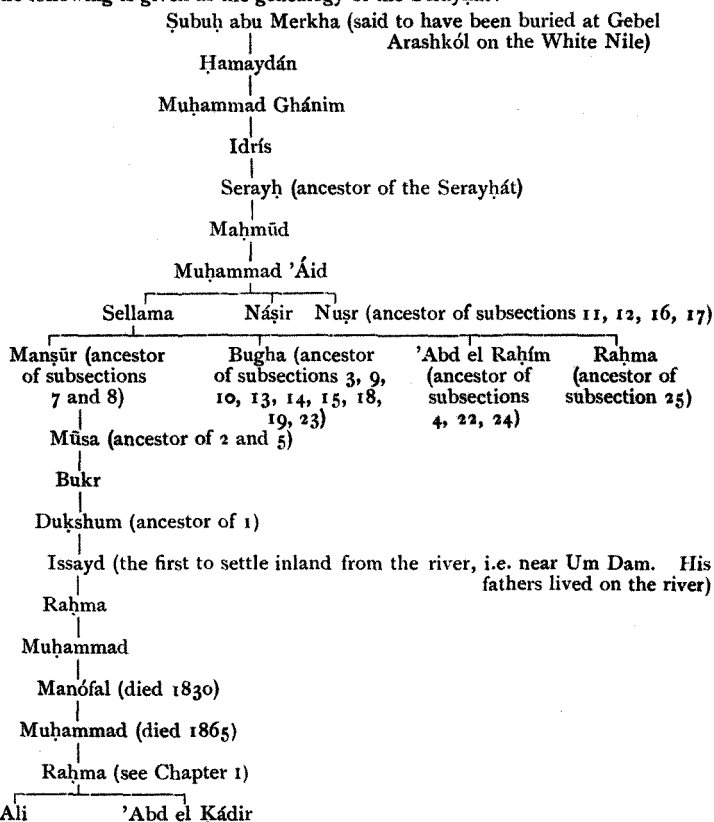 Ṣubuḥ abu Merkha (said to have been buried at Gebel
Arashkól on the White Nile)
Ḥamaydán
Muḥammad Ghánim
Idrís
Serayḥ (ancestor of the Serayḥát)
Maḥmūd
Muḥammad ’Áid
Sellama Náṣir Nuṣr (ancestor of subsections 11, 12, 16, 17)
Manṣūr (ancestor
of subsections
7 and 8)
Bugha (ancestor
of subsections 3, 9,
10, 13, 14, 15, 18,
19, 23)
’Abd el Raḥím
(ancestor of
subsections
4, 22, 24)
Raḥma
(ancestor of
subsection 25)
Mūsa (ancestor of 2 and 5)
Bukr
Duḳshum (ancestor of 1)
Issayd (the first to settle inland from the river, i.e. near Um Dam. His
fathers lived on the river)
Raḥma
Muḥammad
Manófal (died 1830)
Muḥammad (died 1865)
Raḥma (see Chapter 1)
Ali ’Abd el Ḳádir